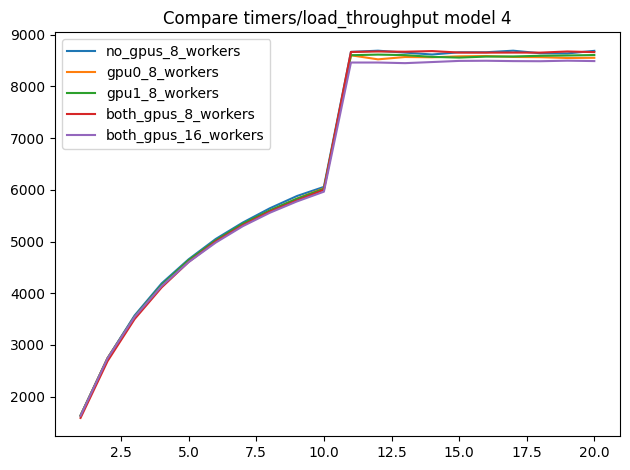 Compare timers/load_throughput model 4
9000
8000
7000
6000
5000
4000
3000
2000
no_gpus_8_workers
gpu0_8_workers
gpu1_8_workers
both_gpus_8_workers
both_gpus_16_workers
2.5 5.0 7.5 10.0 12.5 15.0 17.5 20.0